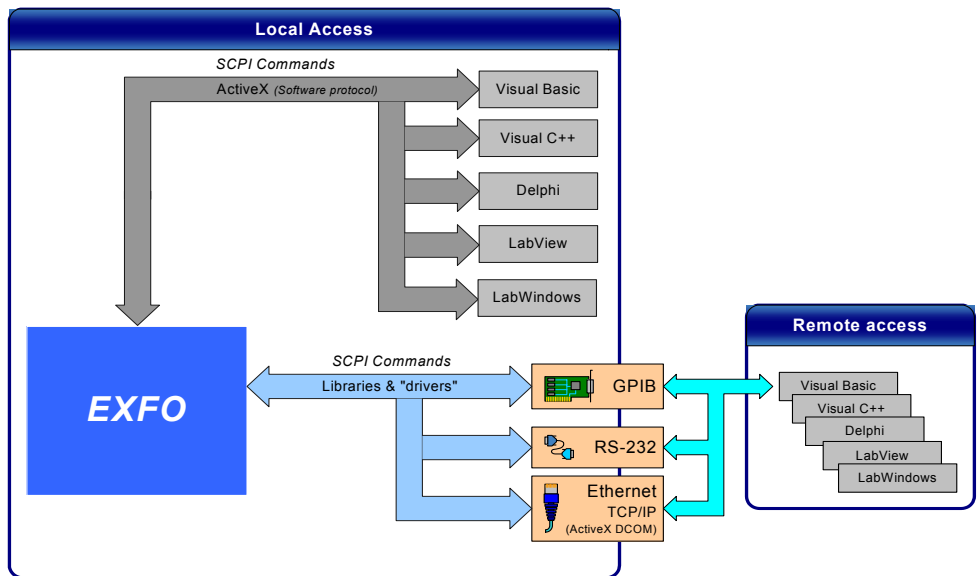 Local Access
SCPI Commands
ActiveX (Software protocol)
Visual Basic
Visual C++
Delphi
LabView
LabWindows
EXFO
SCPI Commands
Libraries & "drivers"
GPIB
RS-232
Ethernet
TCP/IP
(ActiveX DCOM)
Remote access
Visual Basic
Visual C++
Delphi
LabView
LabWindows